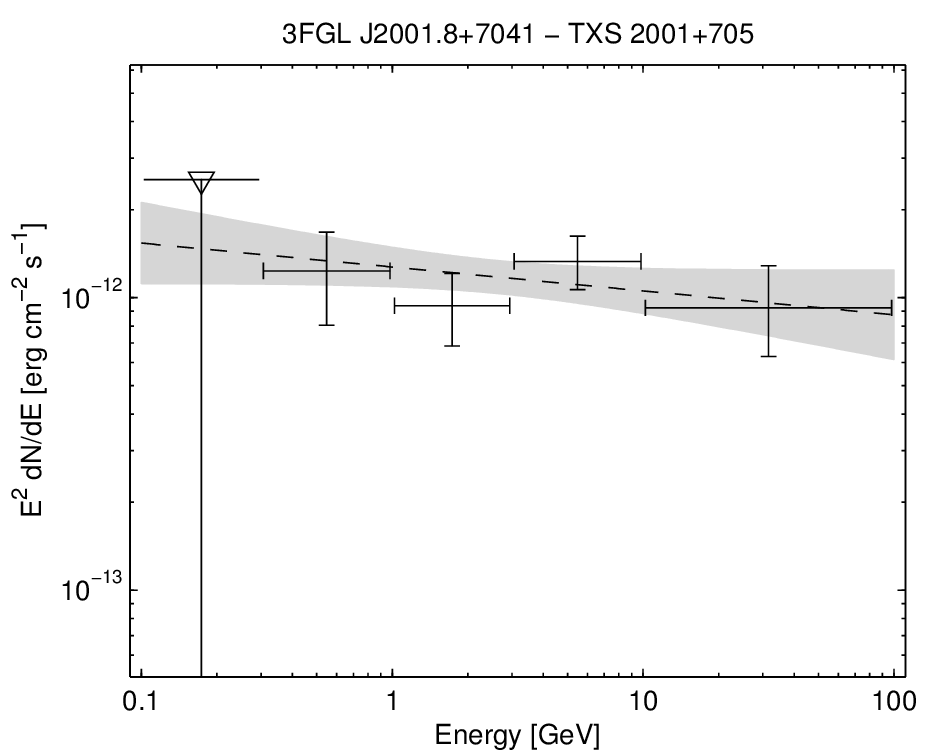 3FGL J2001.8+7041 − TXS 2001+705
E² dN/dE [erg cm⁻² s⁻¹]
10⁻¹²
10⁻¹³
0.1 1 10 100
Energy [GeV]